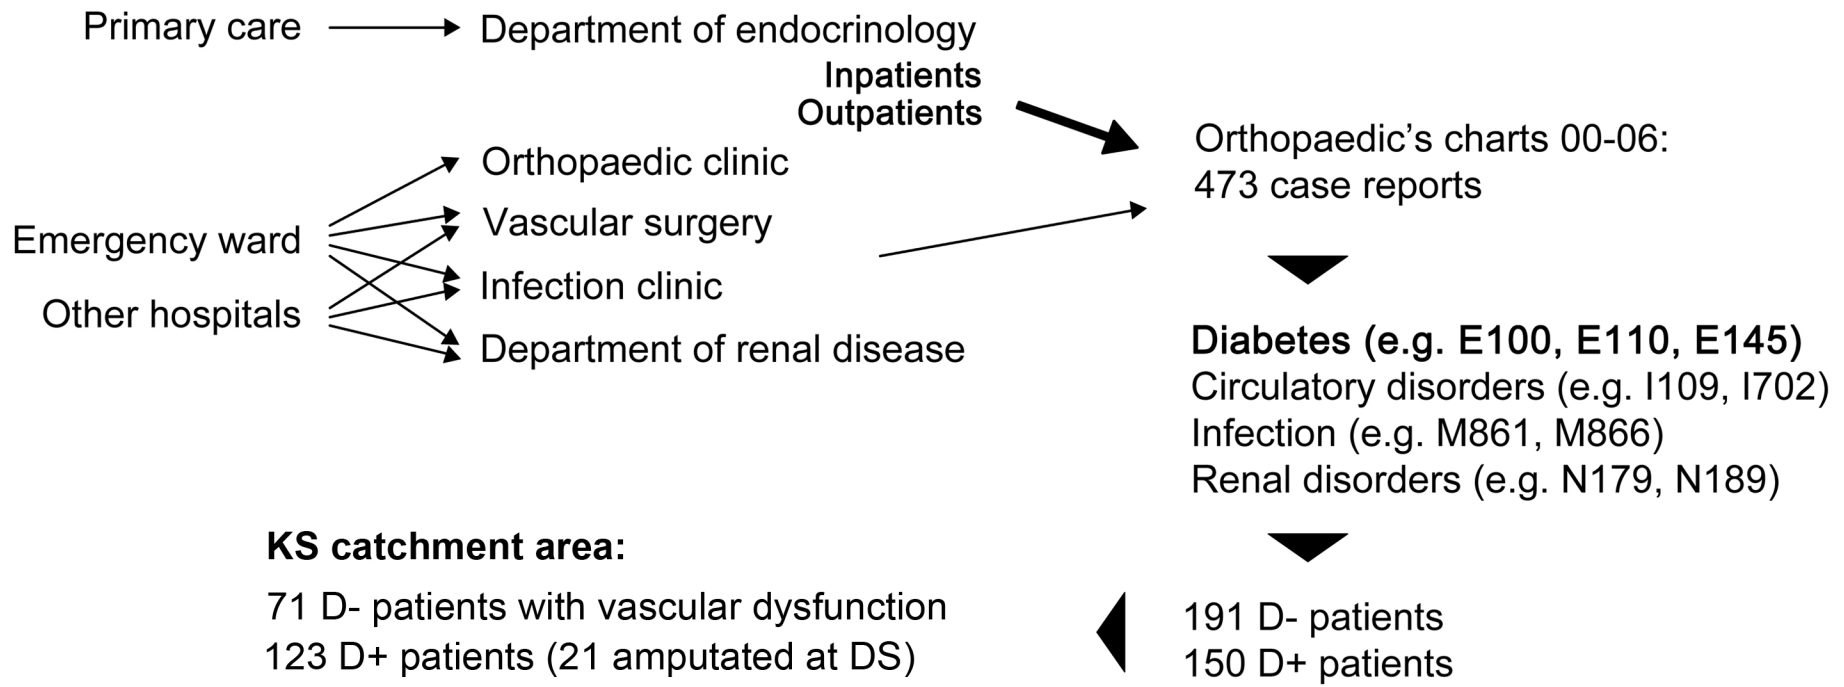 Primary care
Department of endocrinology
Inpatients
Outpatients
Orthopaedic clinic
Vascular surgery
Emergency ward
Infection clinic
Other hospitals
Department of renal disease
Orthopaedic’s charts 00-06:
473 case reports
Diabetes (e.g. E100, E110, E145)
Circulatory disorders (e.g. I109, I702)
Infection (e.g. M861, M866)
Renal disorders (e.g. N179, N189)
191 D- patients
150 D+ patients
KS catchment area:
71 D- patients with vascular dysfunction
123 D+ patients (21 amputated at DS)